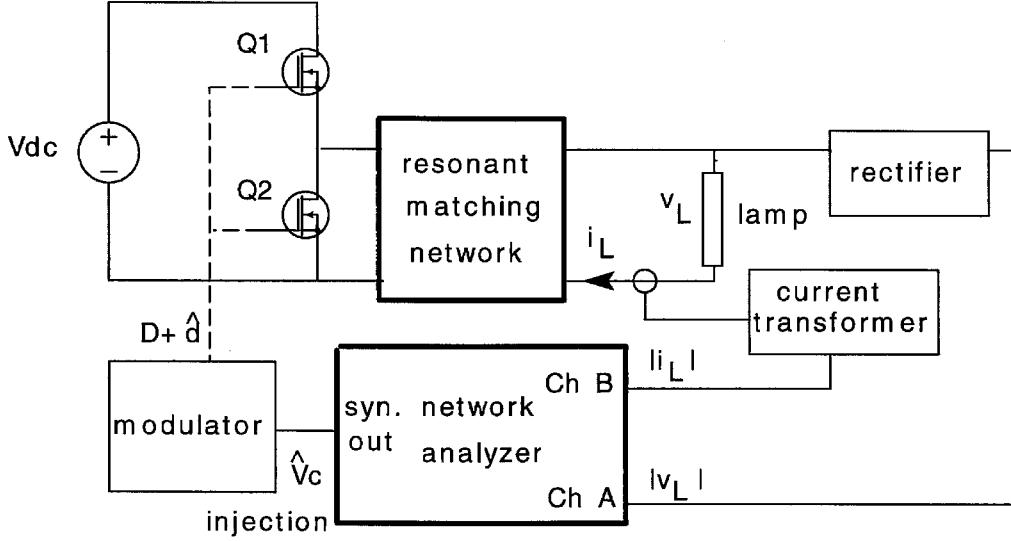 Q1
Vdc
+
−
Q2
resonant
matching
network
rectifier
v_L
lamp
i_L
current
transformer
D+ d̂
modulator
V̂c
injection
syn.
out
network
analyzer
Ch B
Ch A
|i_L|
|v_L|